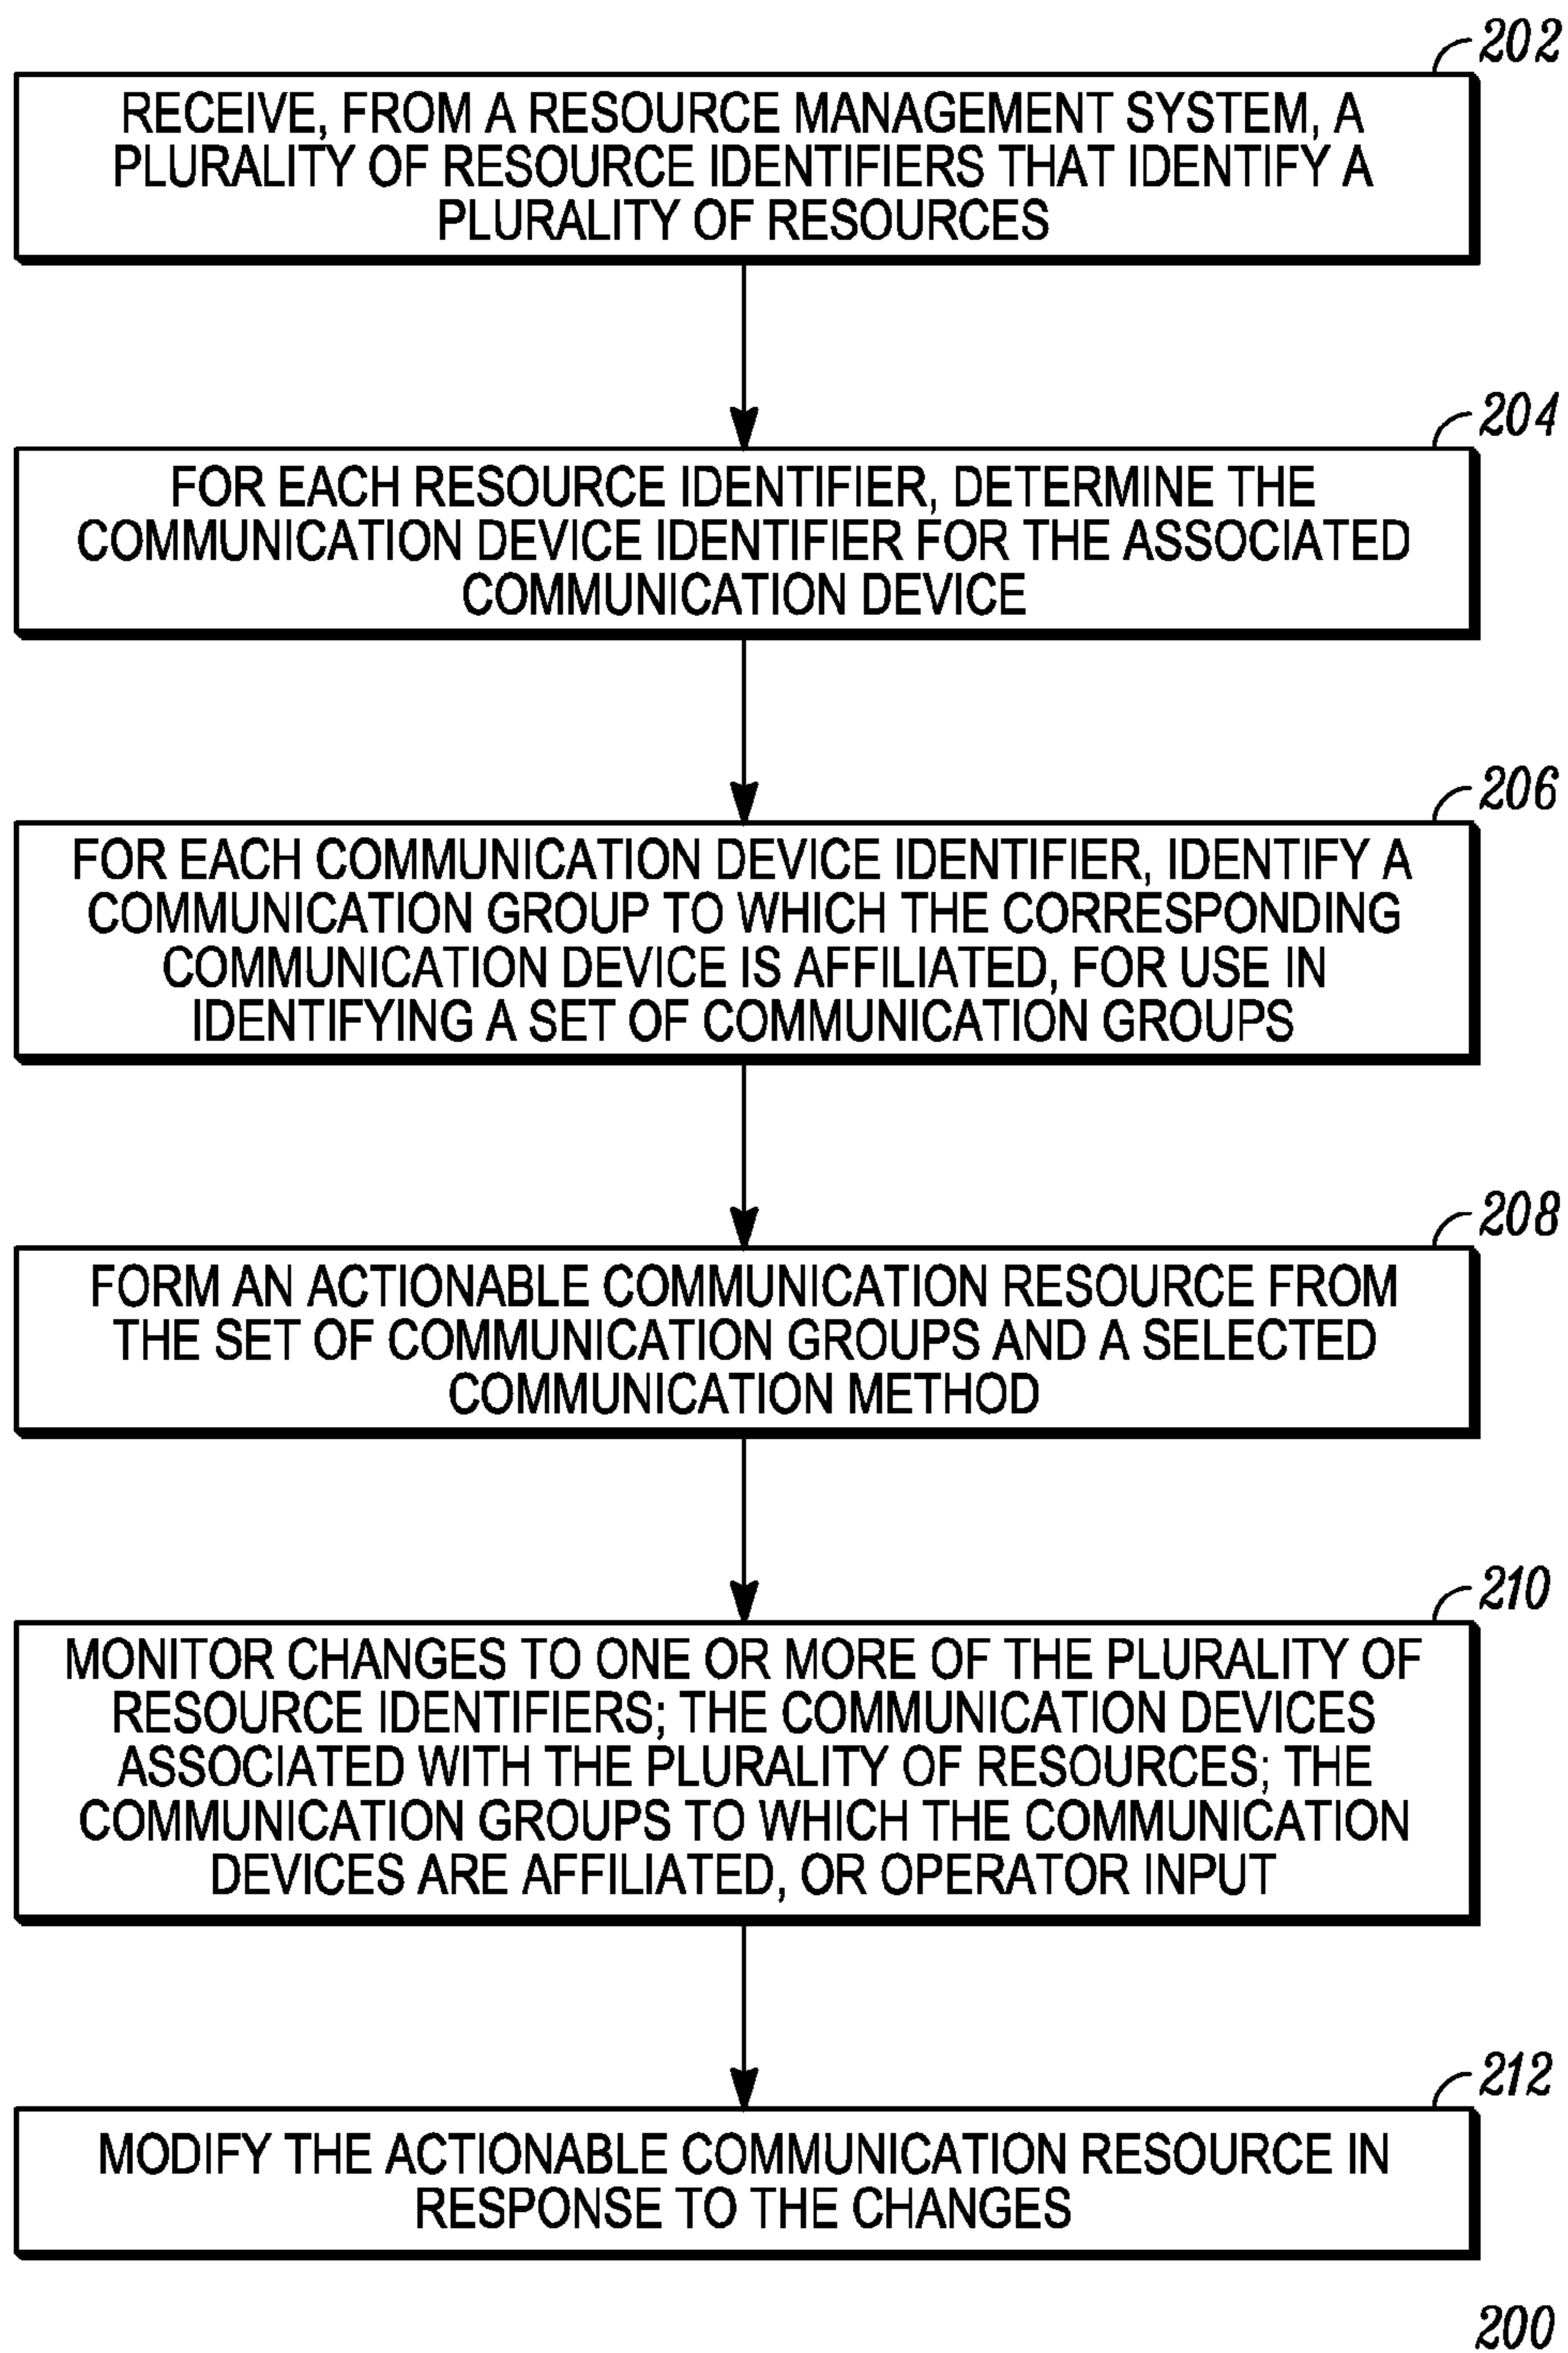 202
RECEIVE, FROM A RESOURCE MANAGEMENT SYSTEM, A
PLURALITY OF RESOURCE IDENTIFIERS THAT IDENTIFY A
PLURALITY OF RESOURCES
204
FOR EACH RESOURCE IDENTIFIER, DETERMINE THE
COMMUNICATION DEVICE IDENTIFIER FOR THE ASSOCIATED
COMMUNICATION DEVICE
206
FOR EACH COMMUNICATION DEVICE IDENTIFIER, IDENTIFY A
COMMUNICATION GROUP TO WHICH THE CORRESPONDING
COMMUNICATION DEVICE IS AFFILIATED, FOR USE IN
IDENTIFYING A SET OF COMMUNICATION GROUPS
208
FORM AN ACTIONABLE COMMUNICATION RESOURCE FROM
THE SET OF COMMUNICATION GROUPS AND A SELECTED
COMMUNICATION METHOD
210
MONITOR CHANGES TO ONE OR MORE OF THE PLURALITY OF
RESOURCE IDENTIFIERS; THE COMMUNICATION DEVICES
ASSOCIATED WITH THE PLURALITY OF RESOURCES; THE
COMMUNICATION GROUPS TO WHICH THE COMMUNICATION
DEVICES ARE AFFILIATED, OR OPERATOR INPUT
212
MODIFY THE ACTIONABLE COMMUNICATION RESOURCE IN
RESPONSE TO THE CHANGES
200